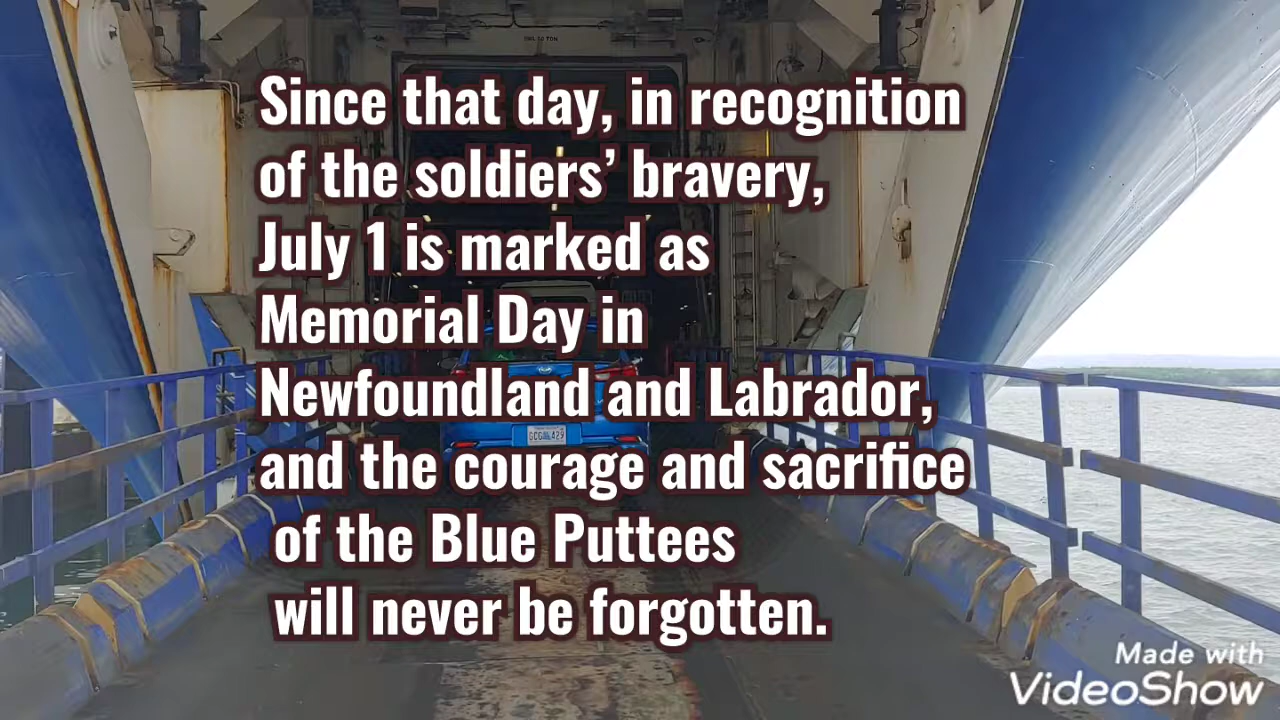 Since that day, in recognition
of the soldiers’ bravery,
July 1 is marked as
Memorial Day in
Newfoundland and Labrador,
and the courage and sacrifice
of the Blue Puttees
will never be forgotten.
Made with
VideoShow